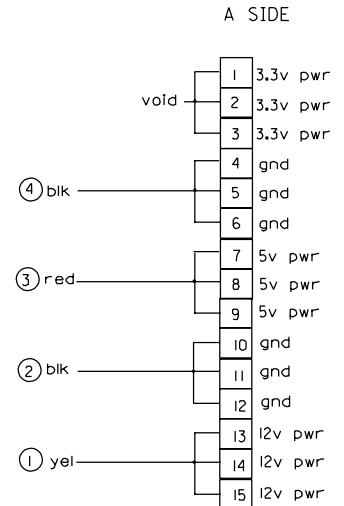 A SIDE
1 3.3v pwr
void 2 3.3v pwr
3 3.3v pwr
4 gnd
4 blk 5 gnd
6 gnd
7 5v pwr
3 red 8 5v pwr
9 5v pwr
10 gnd
2 blk 11 gnd
12 gnd
13 12v pwr
1 yel 14 12v pwr
15 12v pwr